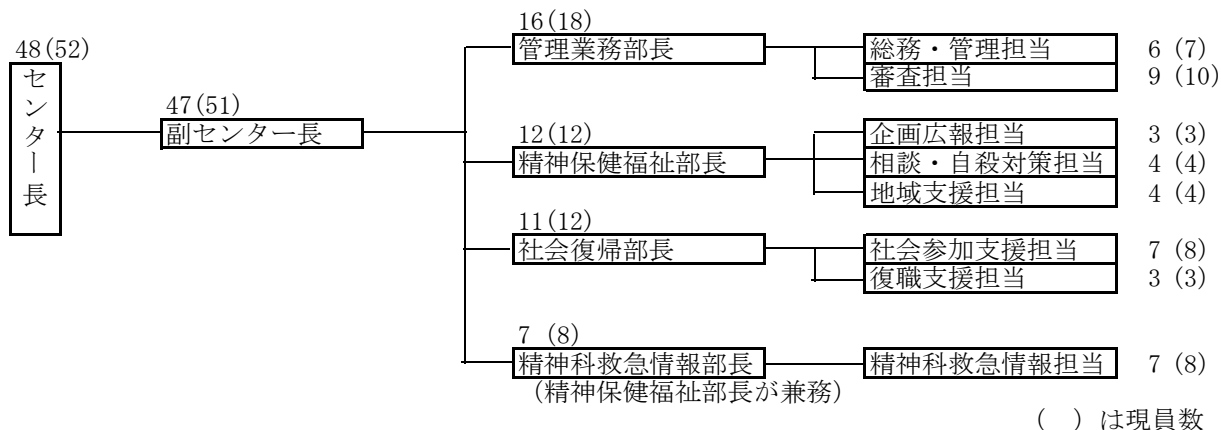 48(52)
センター長
47(51)
副センター長
16(18)
管理業務部長
総務・管理担当 6 (7)
審査担当 9 (10)
12(12)
精神保健福祉部長
企画広報担当 3 (3)
相談・自殺対策担当 4 (4)
地域支援担当 4 (4)
11(12)
社会復帰部長
社会参加支援担当 7 (8)
復職支援担当 3 (3)
7 (8)
精神科救急情報部長
精神科救急情報担当 7 (8)
(精神保健福祉部長が兼務)
( )は現員数